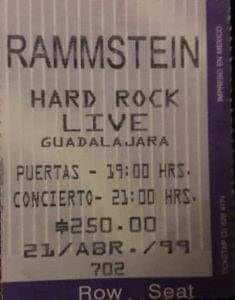 RAMMSTEIN
HARD ROCK
LIVE
GUADALAJARA
PUERTAS - 19:00 HRS.
CONCIERTO- 21:00 HRS.
$250.00
21/ABR./99
702
Row Seat
IMPRESO EN MEXICO